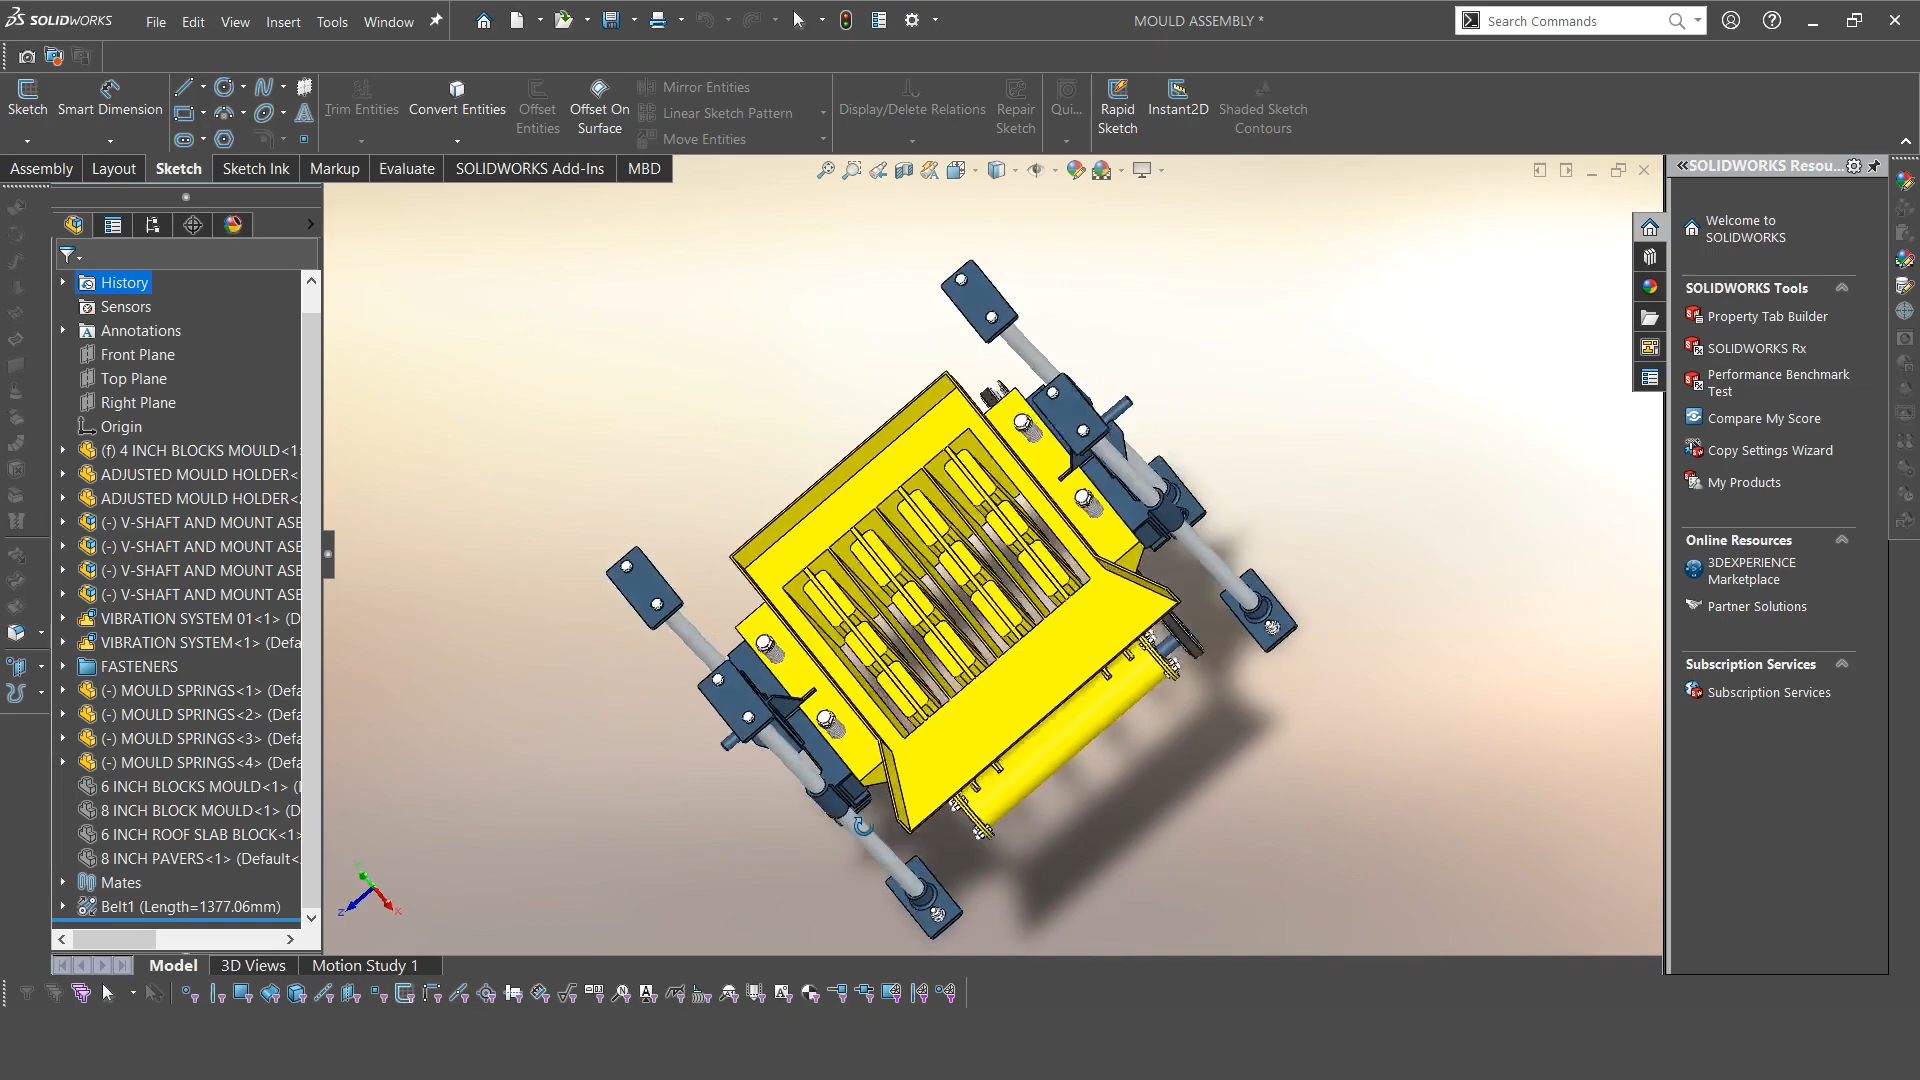 SOLIDWORKS File Edit View Insert Tools Window MOULD ASSEMBLY * Search Commands
Sketch Smart Dimension Trim Entities Convert Entities Offset Entities Offset On Surface Mirror Entities Linear Sketch Pattern Move Entities Display/Delete Relations Repair Sketch Qui... Rapid Sketch Instant2D Shaded Sketch Contours
Assembly Layout Sketch Sketch Ink Markup Evaluate SOLIDWORKS Add-Ins MBD
History
Sensors
Annotations
Front Plane
Top Plane
Right Plane
Origin
(f) 4 INCH BLOCKS MOULD<1>
ADJUSTED MOULD HOLDER<
ADJUSTED MOULD HOLDER<2
(-) V-SHAFT AND MOUNT ASE
(-) V-SHAFT AND MOUNT ASE
(-) V-SHAFT AND MOUNT ASE
(-) V-SHAFT AND MOUNT ASE
VIBRATION SYSTEM 01<1> (D
VIBRATION SYSTEM<1> (Defa
FASTENERS
(-) MOULD SPRINGS<1> (Defa
(-) MOULD SPRINGS<2> (Defa
(-) MOULD SPRINGS<3> (Defa
(-) MOULD SPRINGS<4> (Defa
6 INCH BLOCKS MOULD<1> (
8 INCH BLOCK MOULD<1> (D
6 INCH ROOF SLAB BLOCK<1>
8 INCH PAVERS<1> (Default<
Mates
Belt1 (Length=1377.06mm)
Y
Z
X
Model 3D Views Motion Study 1
SOLIDWORKS Resou...
Welcome to
SOLIDWORKS
SOLIDWORKS Tools
Property Tab Builder
SOLIDWORKS Rx
Performance Benchmark
Test
Compare My Score
Copy Settings Wizard
My Products
Online Resources
3DEXPERIENCE
Marketplace
Partner Solutions
Subscription Services
Subscription Services